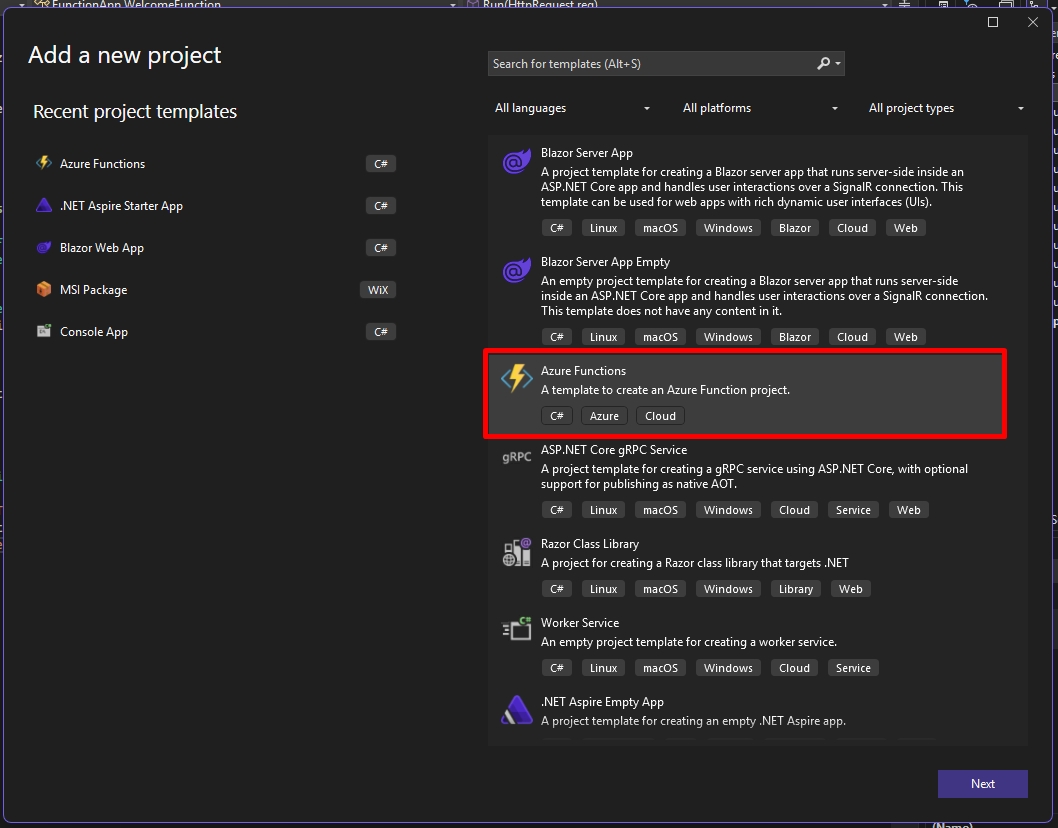 FunctionApp.WelcomeFunction
Run(HttpRequest req)
Add a new project
Search for templates (Alt+S)
Recent project templates
All languages
All platforms
All project types
Azure Functions
C#
.NET Aspire Starter App
C#
Blazor Web App
C#
MSI Package
WiX
Console App
C#
Blazor Server App
A project template for creating a Blazor server app that runs server-side inside an
ASP.NET Core app and handles user interactions over a SignalR connection. This
template can be used for web apps with rich dynamic user interfaces (UIs).
C# Linux macOS Windows Blazor Cloud Web
Blazor Server App Empty
An empty project template for creating a Blazor server app that runs server-side
inside an ASP.NET Core app and handles user interactions over a SignalR connection.
This template does not have any content in it.
C# Linux macOS Windows Blazor Cloud Web
Azure Functions
A template to create an Azure Function project.
C# Azure Cloud
gRPC
ASP.NET Core gRPC Service
A project template for creating a gRPC service using ASP.NET Core, with optional
support for publishing as native AOT.
C# Linux macOS Windows Cloud Service Web
Razor Class Library
A project for creating a Razor class library that targets .NET
C# Linux macOS Windows Library Web
Worker Service
An empty project template for creating a worker service.
C# Linux macOS Windows Cloud Service
.NET Aspire Empty App
A project template for creating an empty .NET Aspire app.
Next
(Name)